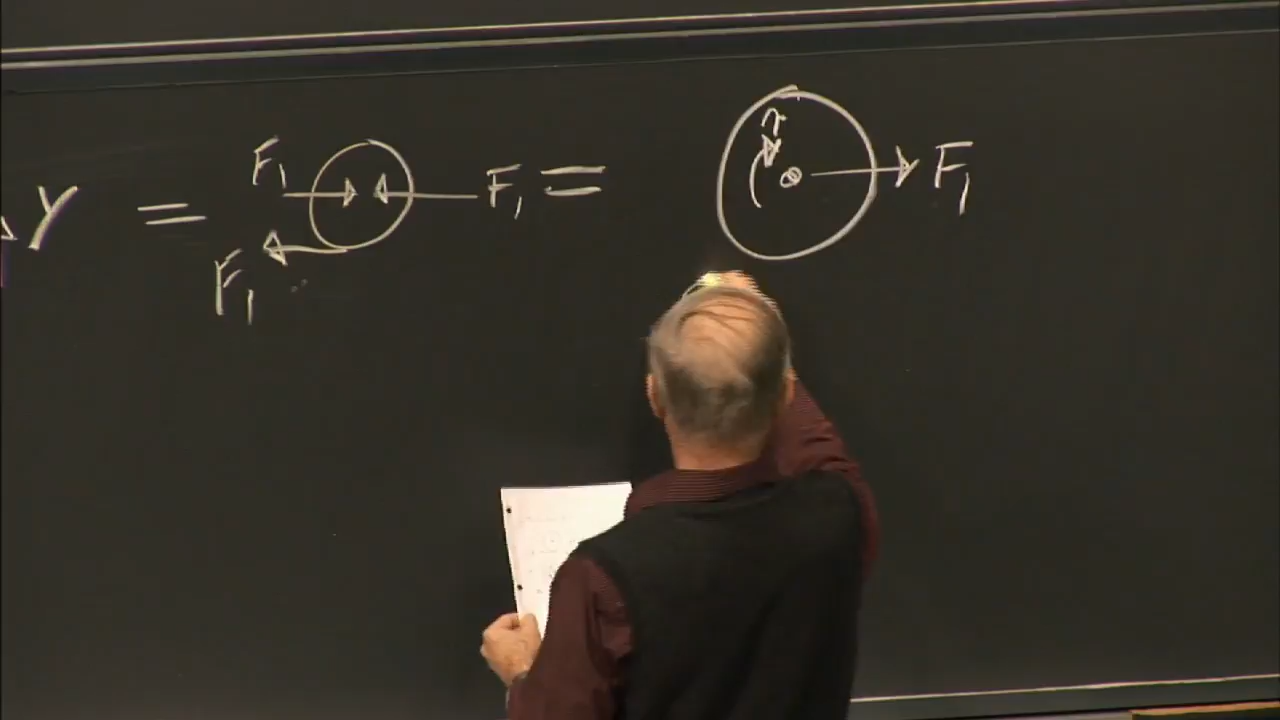 Y = F₁ F₁ = F₁
F₁